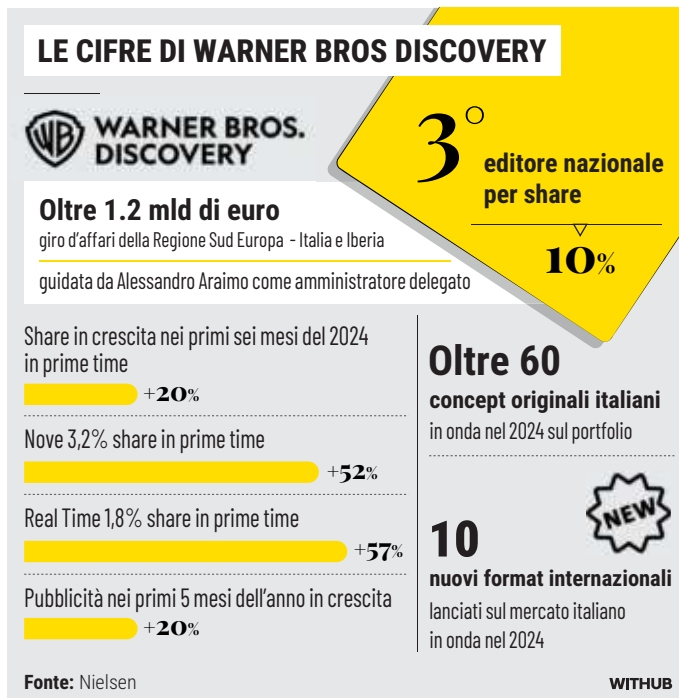 LE CIFRE DI WARNER BROS DISCOVERY
WB
WARNER BROS.
DISCOVERY
3°
editore nazionale
per share
10%
Oltre 1.2 mld di euro
giro d'affari della Regione Sud Europa - Italia e Iberia
guidata da Alessandro Araimo come amministratore delegato
Share in crescita nei primi sei mesi del 2024
in prime time
+20%
Nove 3,2% share in prime time
+52%
Real Time 1,8% share in prime time
+57%
Pubblicità nei primi 5 mesi dell'anno in crescita
+20%
Oltre 60
concept originali italiani
in onda nel 2024 sul portfolio
NEW
10
nuovi format internazionali
lanciati sul mercato italiano
in onda nel 2024
Fonte: Nielsen
WITHUB